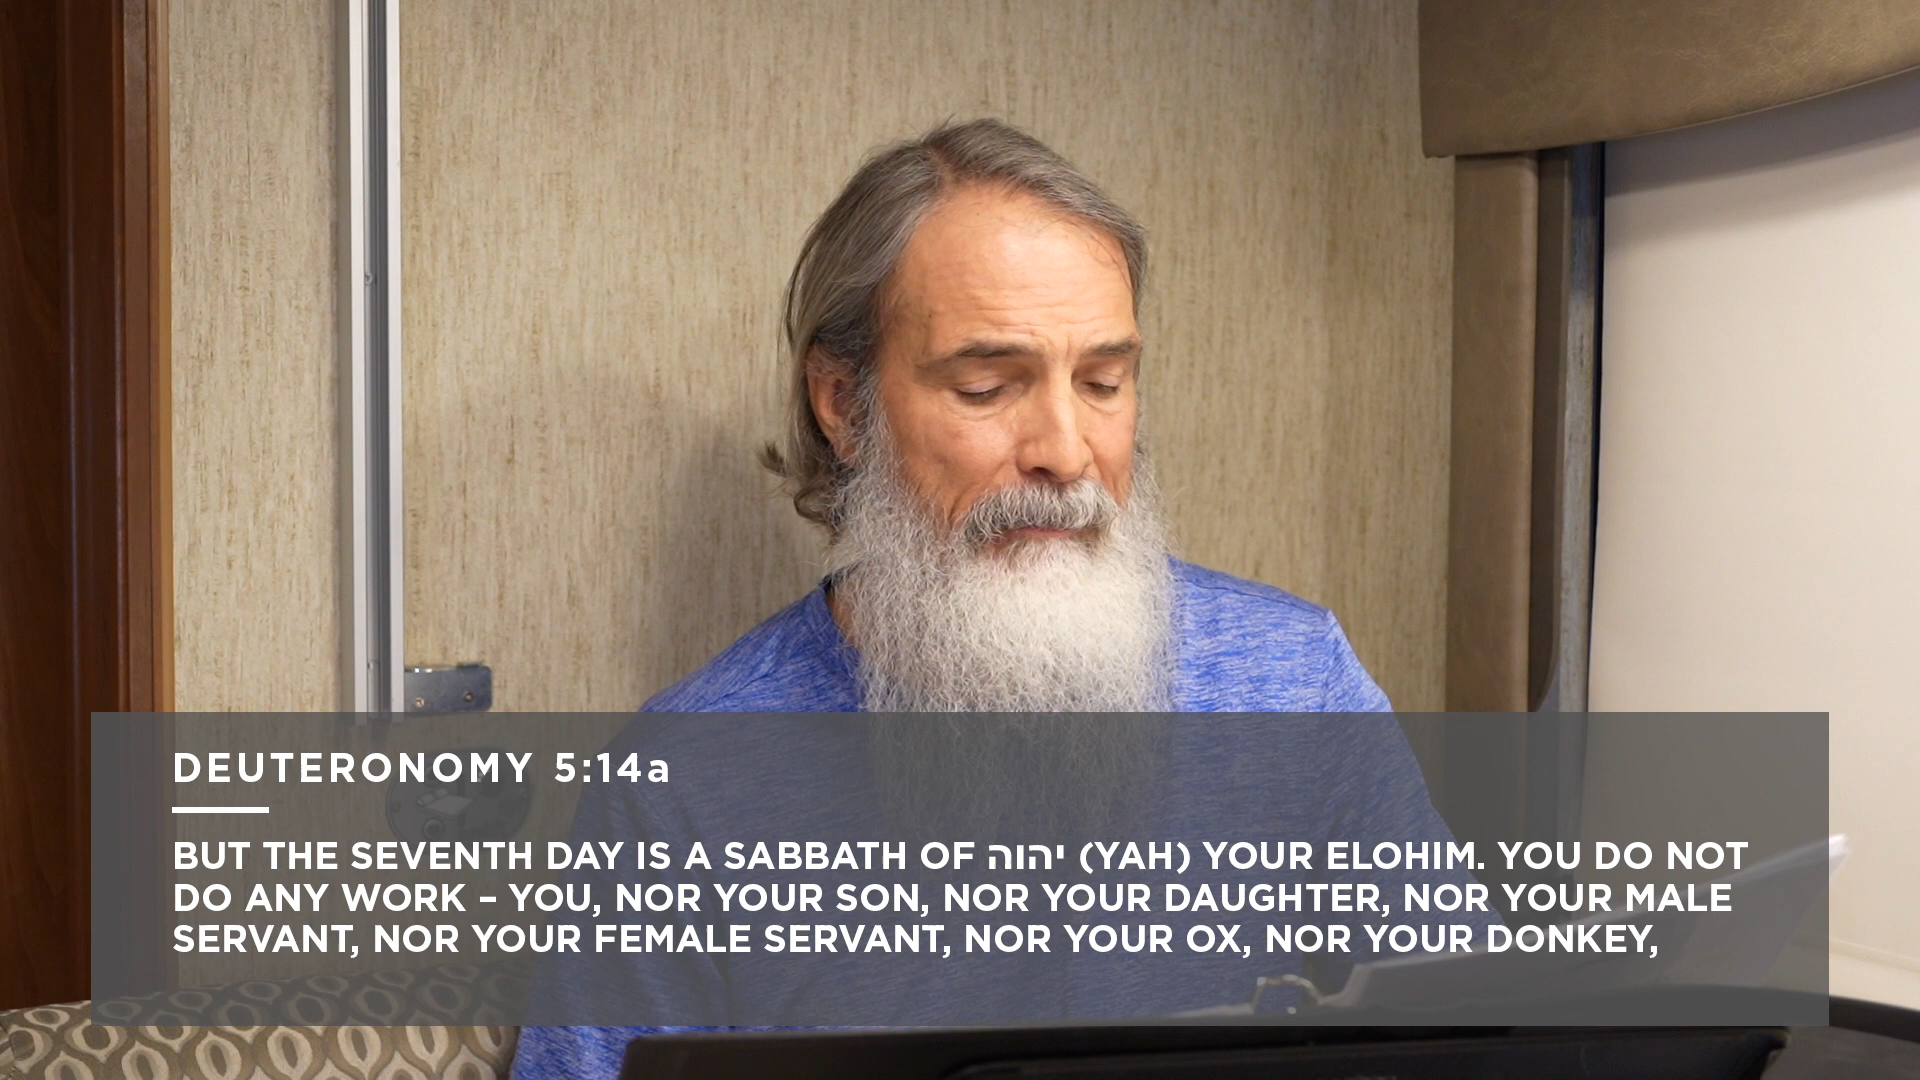 DEUTERONOMY 5:14a
BUT THE SEVENTH DAY IS A SABBATH OF יהוה (YAH) YOUR ELOHIM. YOU DO NOT
DO ANY WORK – YOU, NOR YOUR SON, NOR YOUR DAUGHTER, NOR YOUR MALE
SERVANT, NOR YOUR FEMALE SERVANT, NOR YOUR OX, NOR YOUR DONKEY,